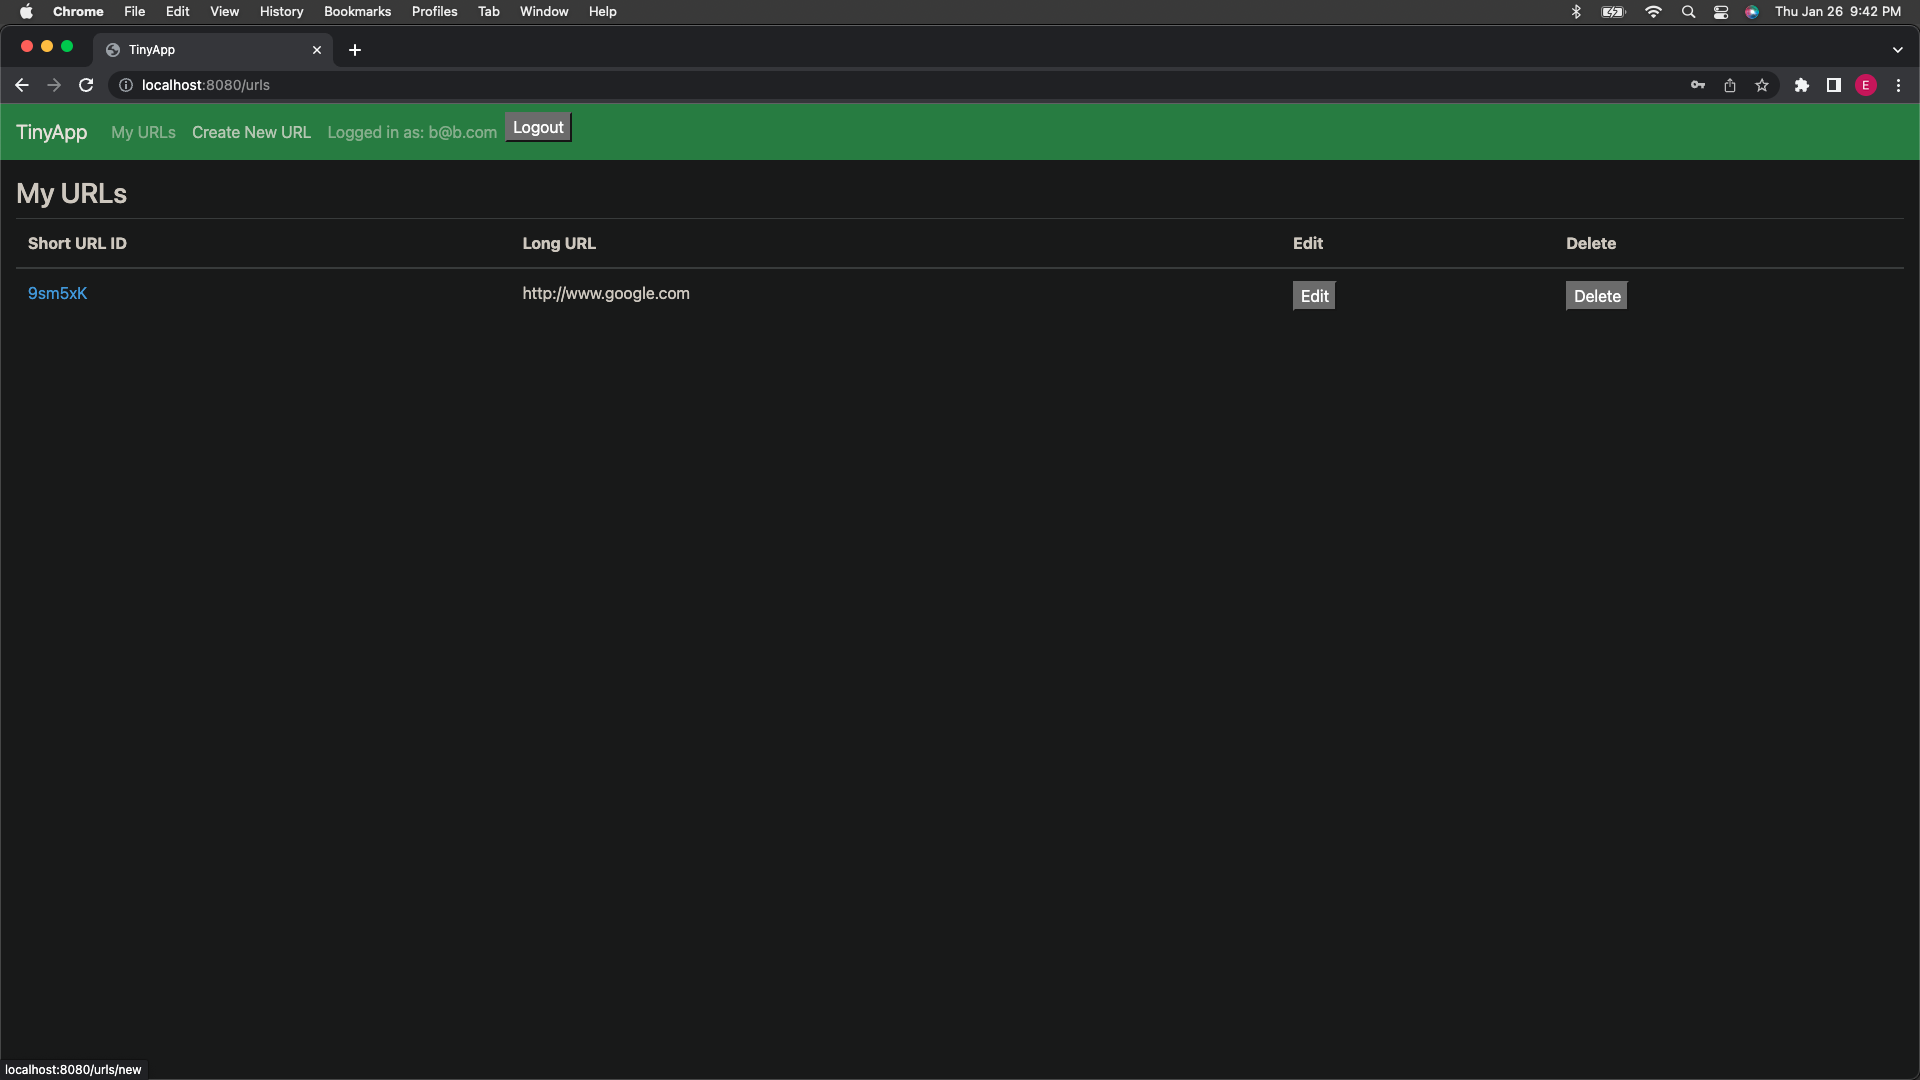 Chrome File Edit View History Bookmarks Profiles Tab Window Help Thu Jan 26 9:42 PM
TinyApp
localhost:8080/urls E
TinyApp My URLs Create New URL Logged in as: b@b.com Logout
My URLs
Short URL ID Long URL Edit Delete
9sm5xK http://www.google.com Edit Delete
localhost:8080/urls/new